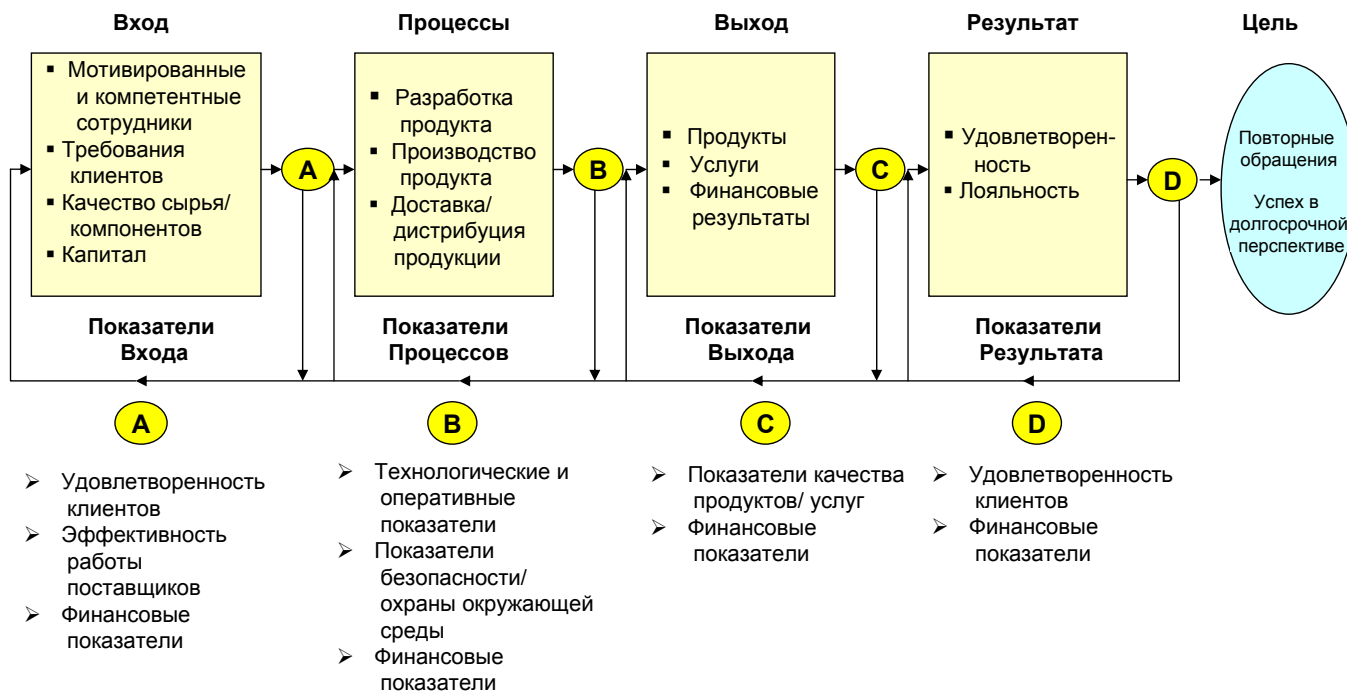 Вход
Процессы
Выход
Результат
Цель
▪ Мотивированные
и компетентные
сотрудники
▪ Требования
клиентов
▪ Качество сырья/
компонентов
▪ Капитал
A
▪ Разработка
продукта
▪ Производство
продукта
▪ Доставка/
дистрибуция
продукции
B
▪ Продукты
▪ Услуги
▪ Финансовые
результаты
C
▪ Удовлетворен-
ность
▪ Лояльность
D
Повторные
обращения
Успех в
долгосрочной
перспективе
Показатели
Входа
Показатели
Процессов
Показатели
Выхода
Показатели
Результата
A
➢ Удовлетворенность
клиентов
➢ Эффективность
работы
поставщиков
➢ Финансовые
показатели
B
➢ Технологические и
оперативные
показатели
➢ Показатели
безопасности/
охраны окружающей
среды
➢ Финансовые
показатели
C
➢ Показатели качества
продуктов/ услуг
➢ Финансовые
показатели
D
➢ Удовлетворенность
клиентов
➢ Финансовые
показатели